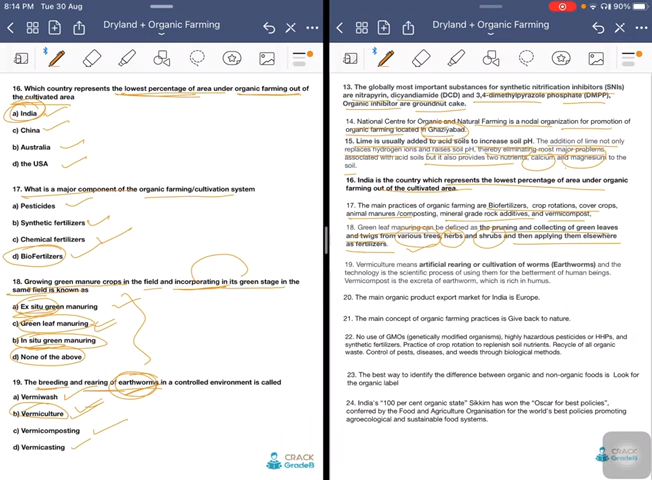 8:14 PM Tue 30 Aug
Dryland + Organic Farming
16. Which country represents the lowest percentage of area under organic farming out of
the cultivated area
a) India
c) China
b) Australia
d) the USA
17. What is a major component of the organic farming/cultivation system
a) Pesticides
b) Synthetic fertilizers
c) Chemical fertilizers
d) BioFertilzers
18. Growing green manure crops in the field and incorporating in its green stage in the
same field is known as
a) Ex situ green manuring
c) Green leaf manuring
b) In situ green manuring
d) None of the above
19. The breeding and rearing of earthworms in a controlled environment is called
a) Vermiwash
b) Vermiculture
c) Vermicomposting
d) Vermicasting
CRACK
GradeB
90%
Dryland + Organic Farming
13. The globally most important substances for synthetic nitrification inhibitors (SNIs)
are nitrapyrin, dicyandiamide (DCD) and 3,4-dimethylpyrazole phosphate (DMPP),
Organic inhibitor are groundnut cake.
14. National Centre for Organic and Natural Farming is a nodal organization for promotion of
organic farming located in Ghaziyabad.
15. Lime is usually added to acid soils to increase soil pH. The addition of lime not only
replaces hydrogen ions and raises soil pH, thereby eliminating most major problems
associated with acid soils but it also provides two nutrients, calcium and magnesium to the
soil.
16. India is the country which represents the lowest percentage of area under organic
farming out of the cultivated area.
17. The main practices of organic farming are Biofertilizers, crop rotations, cover crops,
animal manures /composting, mineral grade rock additives, and vermicompost,
18. Green leaf manuring can be defined as the pruning and collecting of green leaves
and twigs from various trees, herbs and shrubs and then applying them elsewhere
as fertilizers.
19. Vermiculture means artificial rearing or cultivation of worms (Earthworms) and the
technology is the scientific process of using them for the betterment of human beings.
Vermicompost is the excreta of earthworm, which is rich in humus.
20. The main organic product export market for India is Europe.
21. The main concept of organic farming practices is Give back to nature.
22. No use of GMOs (genetically modified organisms), highly hazardous pesticides or HHPs, and
synthetic fertilizers. Practice of crop rotation to replenish soil nutrients. Recycle of all organic
waste. Control of pests, diseases, and weeds through biological methods.
23. The best way to identify the difference between organic and non-organic foods is  Look for
the organic label
24. India's "100 per cent organic state" Sikkim has won the "Oscar for best policies",
conferred by the Food and Agriculture Organisation for the world's best policies promoting
agroecological and sustainable food systems.
CRACK
GradeB